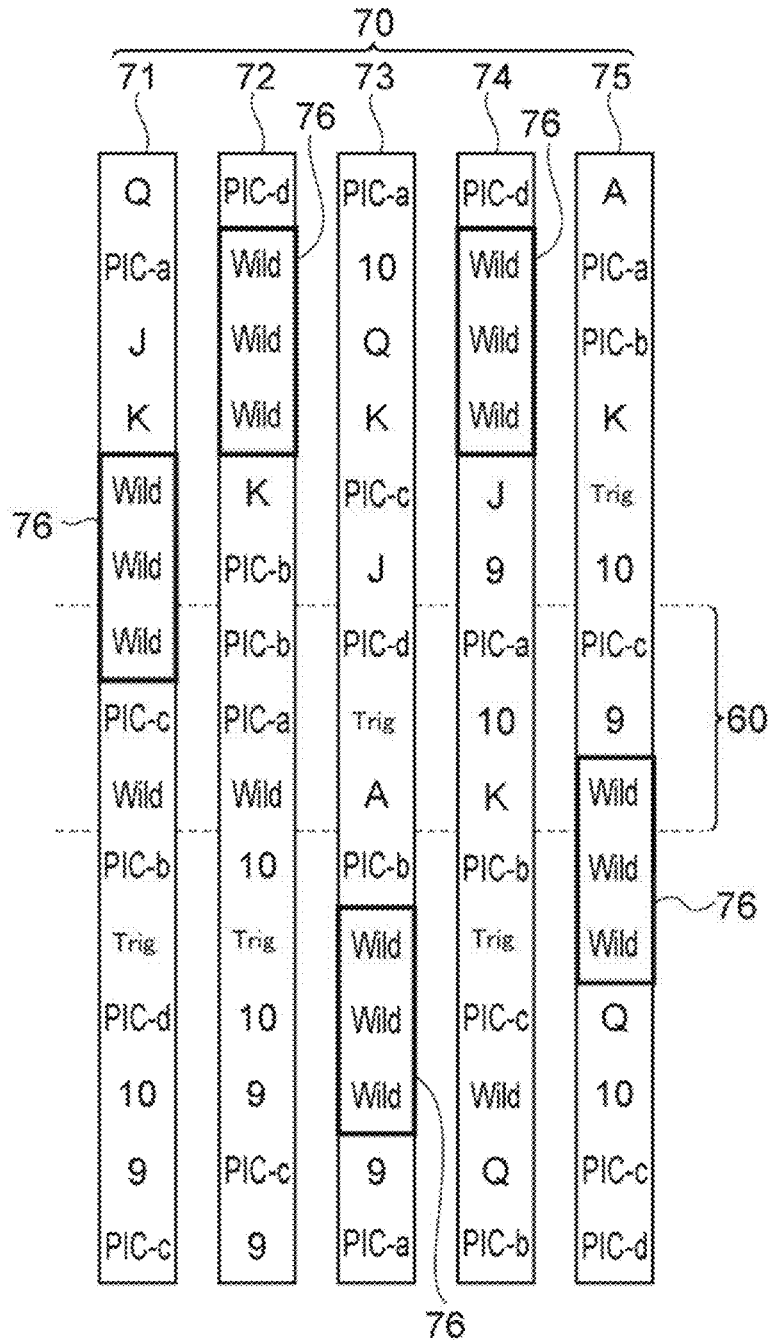 70
71 72 73 74 75
76 76
Q PIC-d PIC-a PIC-d A
PIC-a Wild 10 Wild PIC-a
J Wild Q Wild PIC-b
K Wild K Wild K
Wild K PIC-c J Trig
76
Wild PIC-b J 9 10
Wild PIC-b PIC-d PIC-a PIC-c
PIC-c PIC-a Trig 10 9 60
Wild Wild A K Wild
PIC-b 10 PIC-b PIC-b Wild
76
Trig Trig Wild Trig Wild
PIC-d 10 Wild PIC-c Q
10 9 Wild Wild 10
9 PIC-c 9 Q PIC-c
PIC-c 9 PIC-a PIC-b PIC-d
76